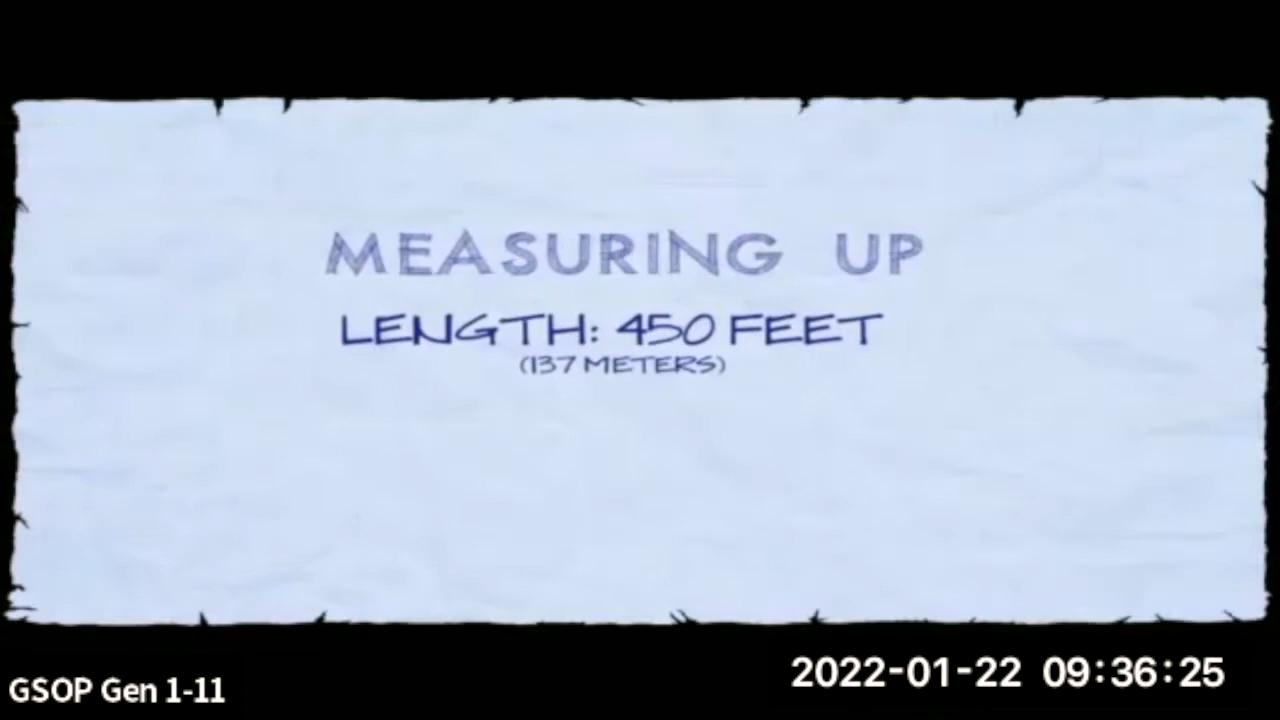 MEASURING UP
LENGTH: 450 FEET
(137 METERS)
GSOP Gen 1-11
2022-01-22 09:36:25